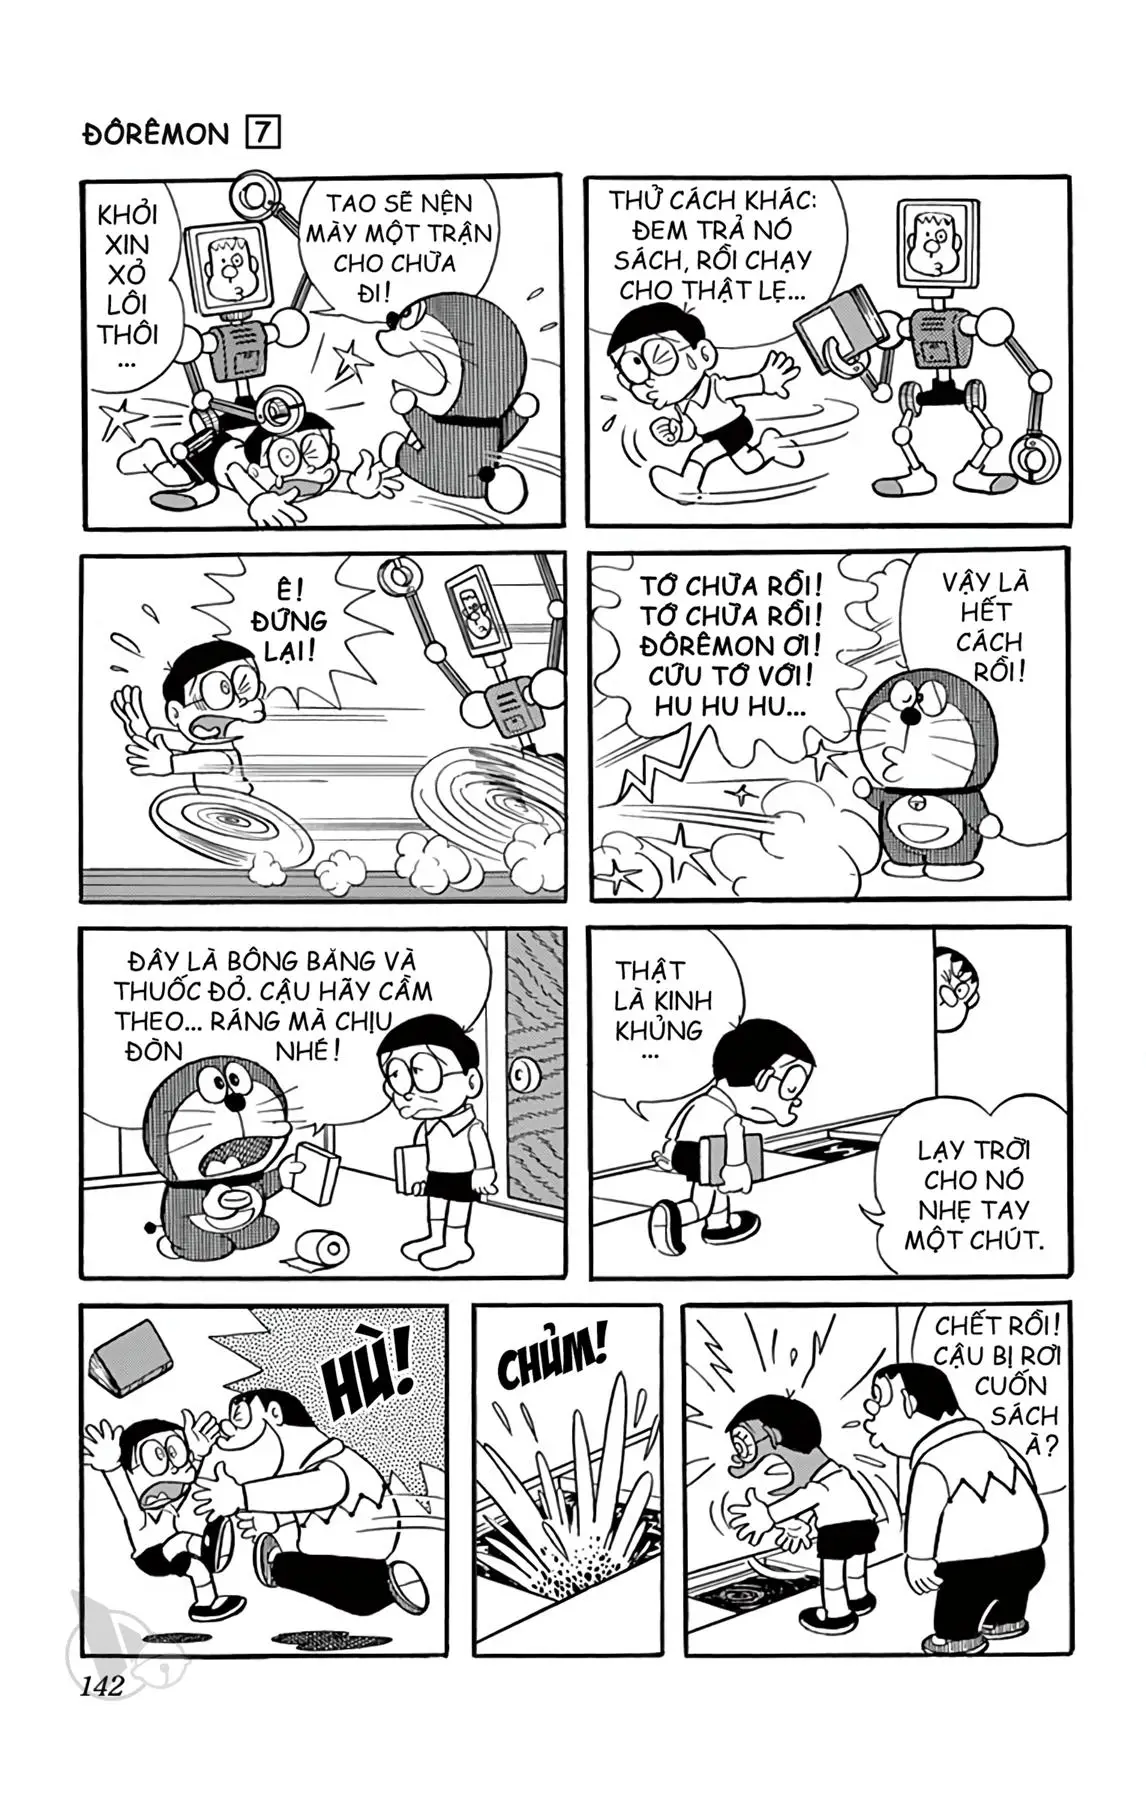 ĐÔRÊMON 7
KHỎI
XIN
XỎ
LÔI
THÔI
...
TAO SẼ NỆN
MÀY MỘT TRẬN
CHO CHỮA
ĐI!
THỬ CÁCH KHÁC:
ĐEM TRẢ NÓ
SÁCH, RỒI CHẠY
CHO THẬT LẸ...
Ê!
ĐỨNG
LẠI!
TỚ CHỮA RỒI!
TỚ CHỮA RỒI!
ĐÔRÊMON ƠI!
CỨU TỚ VỚI!
HU HU HU...
VẬY LÀ
HẾT
CÁCH
RỒI!
ĐÂY LÀ BÔNG BĂNG VÀ
THUỐC ĐỎ. CẬU HÃY CẦM
THEO... RÁNG MÀ CHỊU
ĐÒN NHÉ!
THẬT
LÀ KINH
KHỦNG
...
LẠY TRỜI
CHO NÓ
NHẸ TAY
MỘT CHÚT.
HÙ!
CHỦM!
CHẾT RỒI!
CẬU BỊ RƠI
CUỐN
SÁCH
À?
142